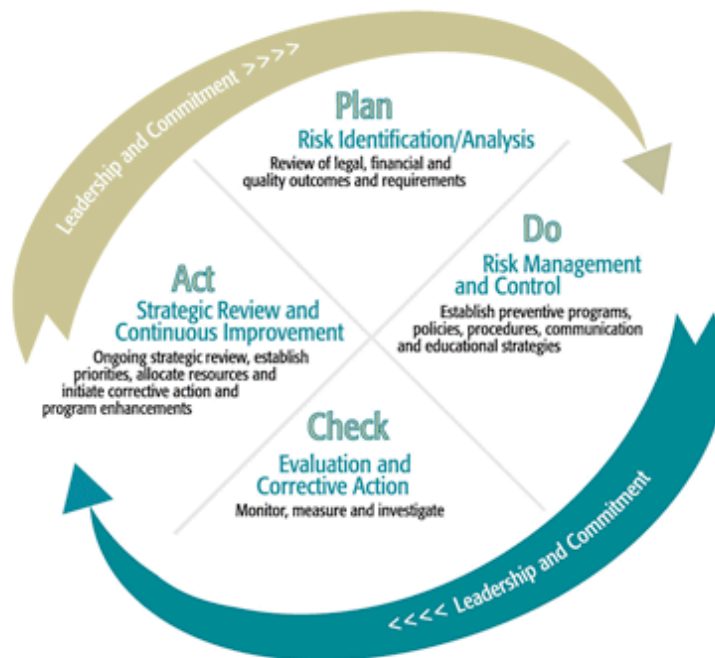 Leadership and Commitment >>>>
Plan
Risk Identification/Analysis
Review of legal, financial and
quality outcomes and requirements
Do
Risk Management
and Control
Establish preventive programs,
policies, procedures, communication
and educational strategies
Act
Strategic Review and
Continuous Improvement
Ongoing strategic review, establish
priorities, allocate resources and
initiate corrective action and
program enhancements
Check
Evaluation and
Corrective Action
Monitor, measure and investigate
<<<< Leadership and Commitment